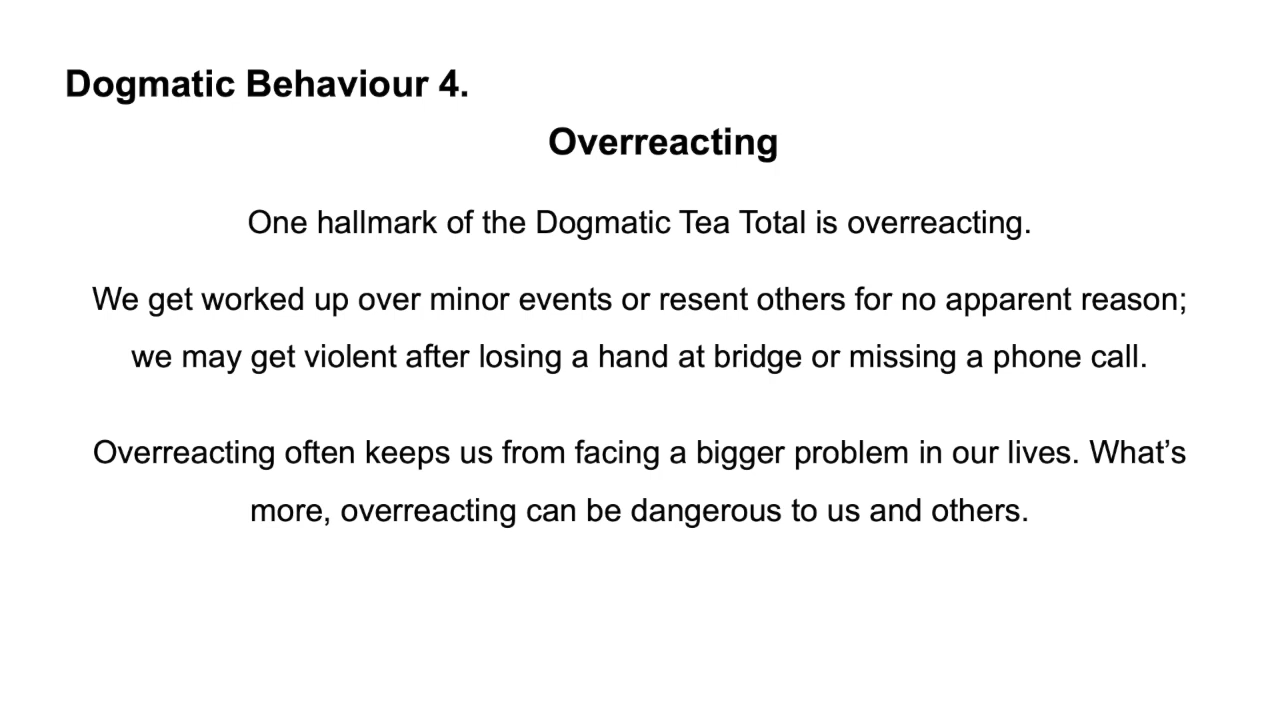 Dogmatic Behaviour 4.
Overreacting
One hallmark of the Dogmatic Tea Total is overreacting.
We get worked up over minor events or resent others for no apparent reason;
we may get violent after losing a hand at bridge or missing a phone call.
Overreacting often keeps us from facing a bigger problem in our lives. What’s
more, overreacting can be dangerous to us and others.